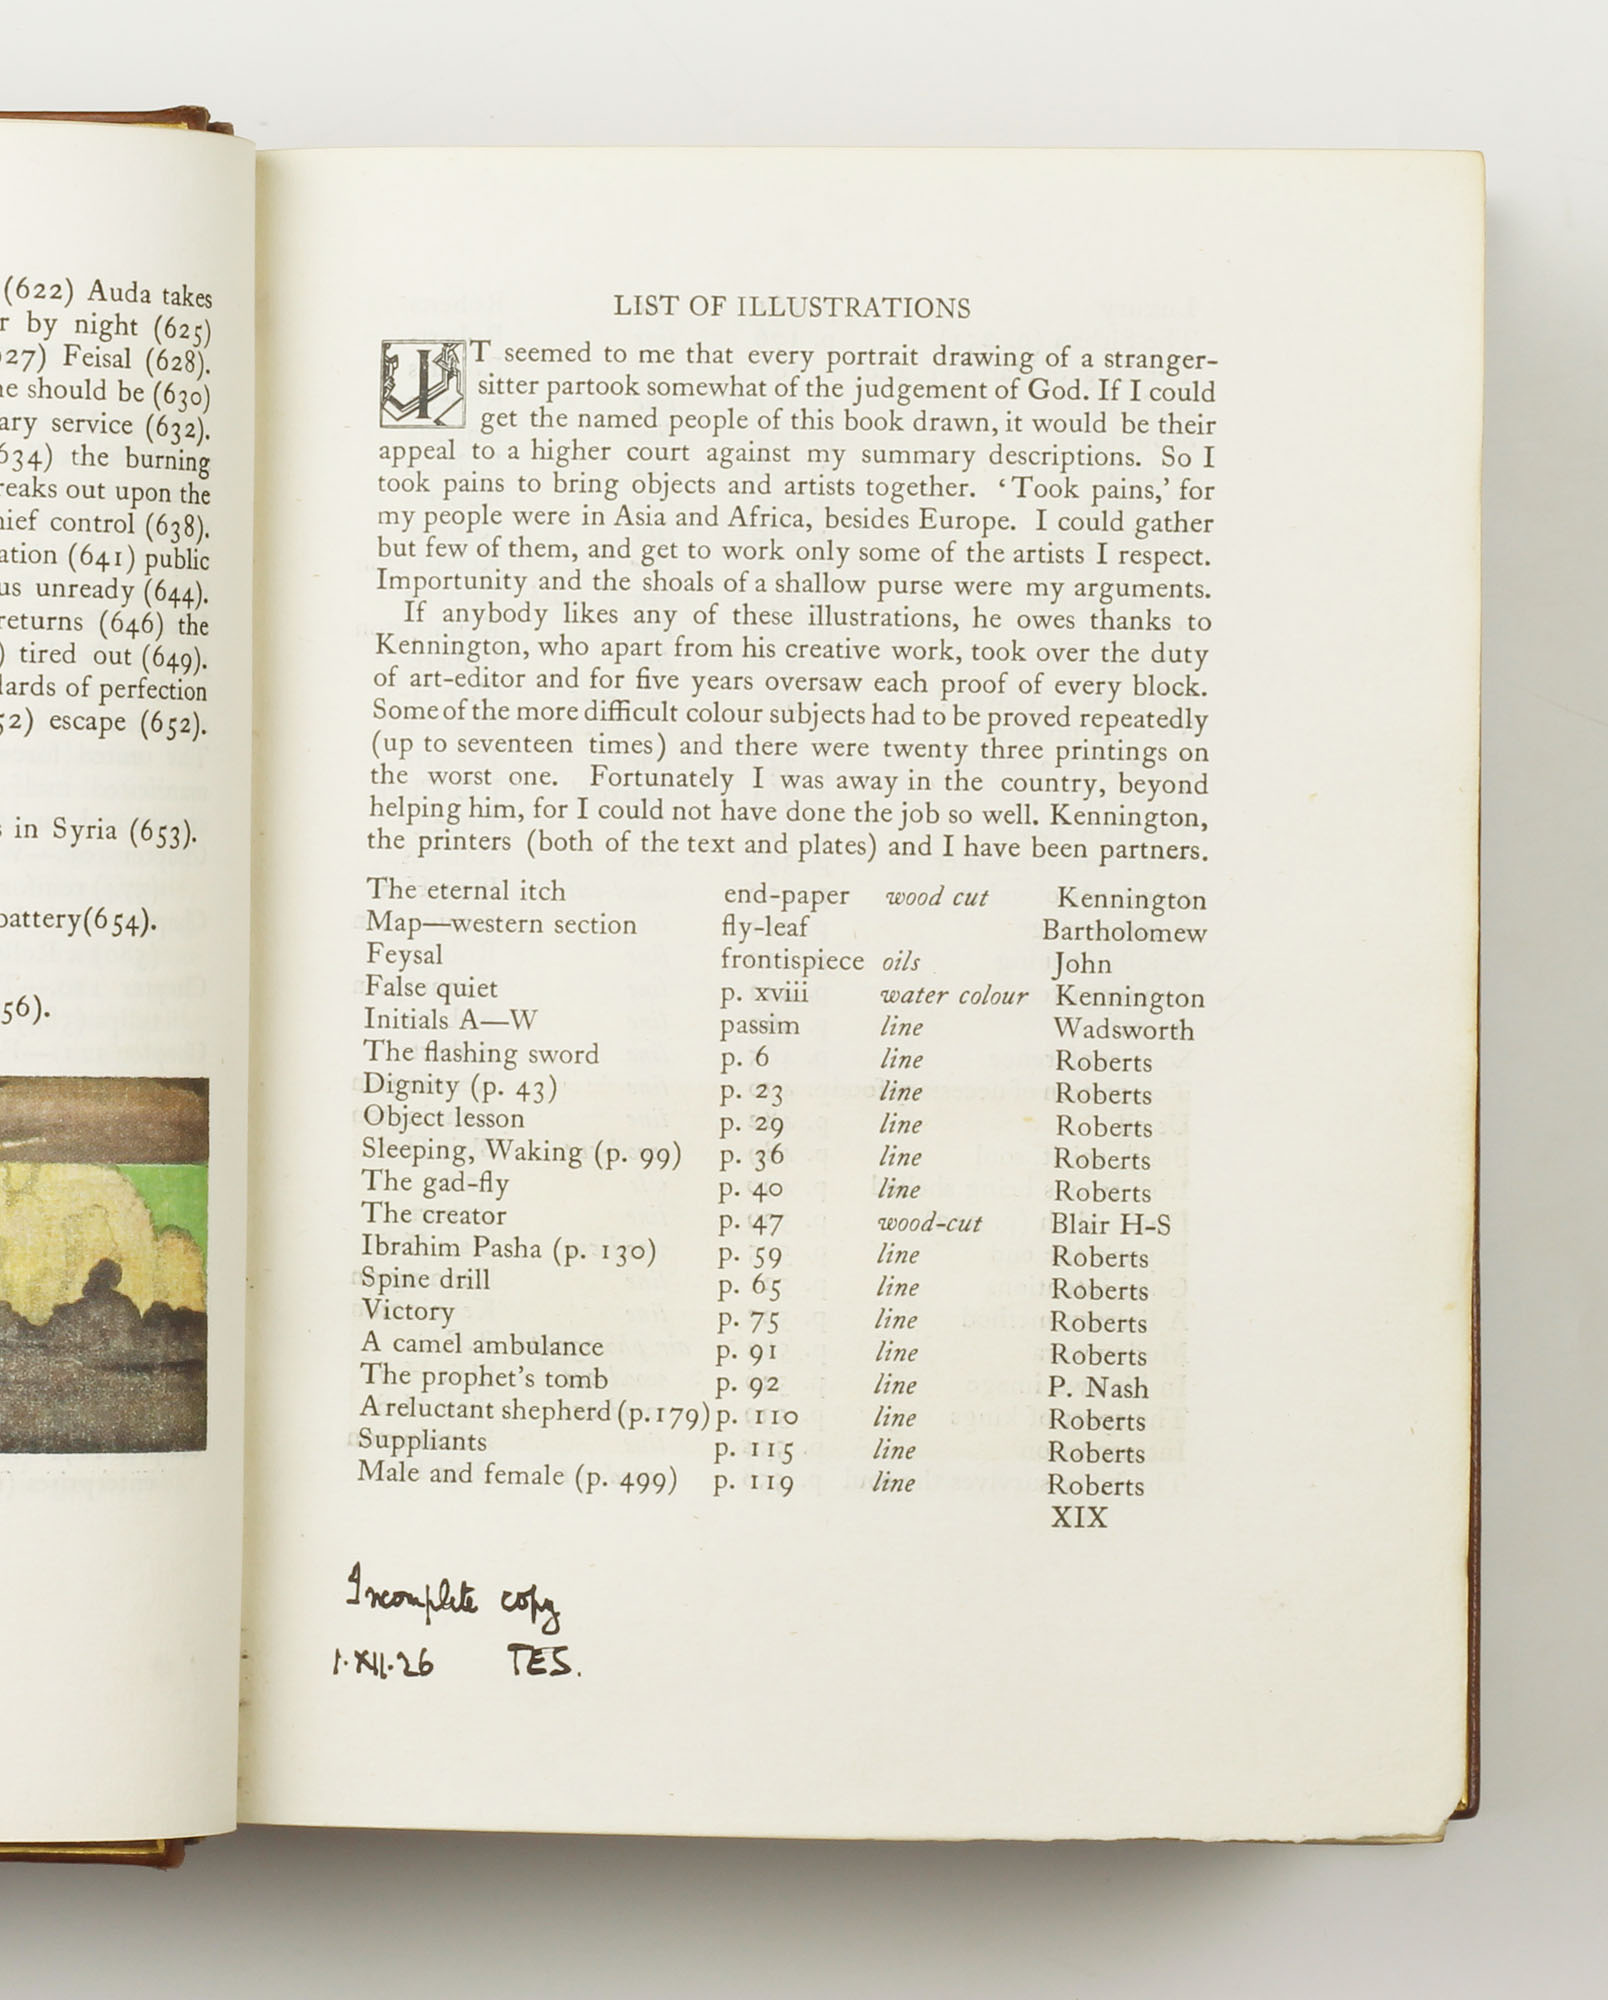 (622) Auda takes
r by night (625)
27) Feisal (628).
ne should be (630)
ary service (632).
634) the burning
reaks out upon the
hief control (638).
ation (641) public
us unready (644).
returns (646) the
) tired out (649).
lards of perfection
52) escape (652).
s in Syria (653).
battery(654).
56).
LIST OF ILLUSTRATIONS
IT seemed to me that every portrait drawing of a stranger-
sitter partook somewhat of the judgement of God. If I could
get the named people of this book drawn, it would be their
appeal to a higher court against my summary descriptions. So I
took pains to bring objects and artists together. ‘Took pains,’ for
my people were in Asia and Africa, besides Europe. I could gather
but few of them, and get to work only some of the artists I respect.
Importunity and the shoals of a shallow purse were my arguments.
If anybody likes any of these illustrations, he owes thanks to
Kennington, who apart from his creative work, took over the duty
of art-editor and for five years oversaw each proof of every block.
Some of the more difficult colour subjects had to be proved repeatedly
(up to seventeen times) and there were twenty three printings on
the worst one. Fortunately I was away in the country, beyond
helping him, for I could not have done the job so well. Kennington,
the printers (both of the text and plates) and I have been partners.
The eternal itch end-paper wood cut Kennington
Map—western section fly-leaf Bartholomew
Feysal frontispiece oils John
False quiet p. xviii water colour Kennington
Initials A—W passim line Wadsworth
The flashing sword p. 6 line Roberts
Dignity (p. 43) p. 23 line Roberts
Object lesson p. 29 line Roberts
Sleeping, Waking (p. 99) p. 36 line Roberts
The gad-fly p. 40 line Roberts
The creator p. 47 wood-cut Blair H-S
Ibrahim Pasha (p. 130) p. 59 line Roberts
Spine drill p. 65 line Roberts
Victory p. 75 line Roberts
A camel ambulance p. 91 line Roberts
The prophet's tomb p. 92 line P. Nash
A reluctant shepherd (p. 179) p. 110 line Roberts
Suppliants p. 115 line Roberts
Male and female (p. 499) p. 119 line Roberts
XIX
Incomplete copy
1.XII.26 TES.